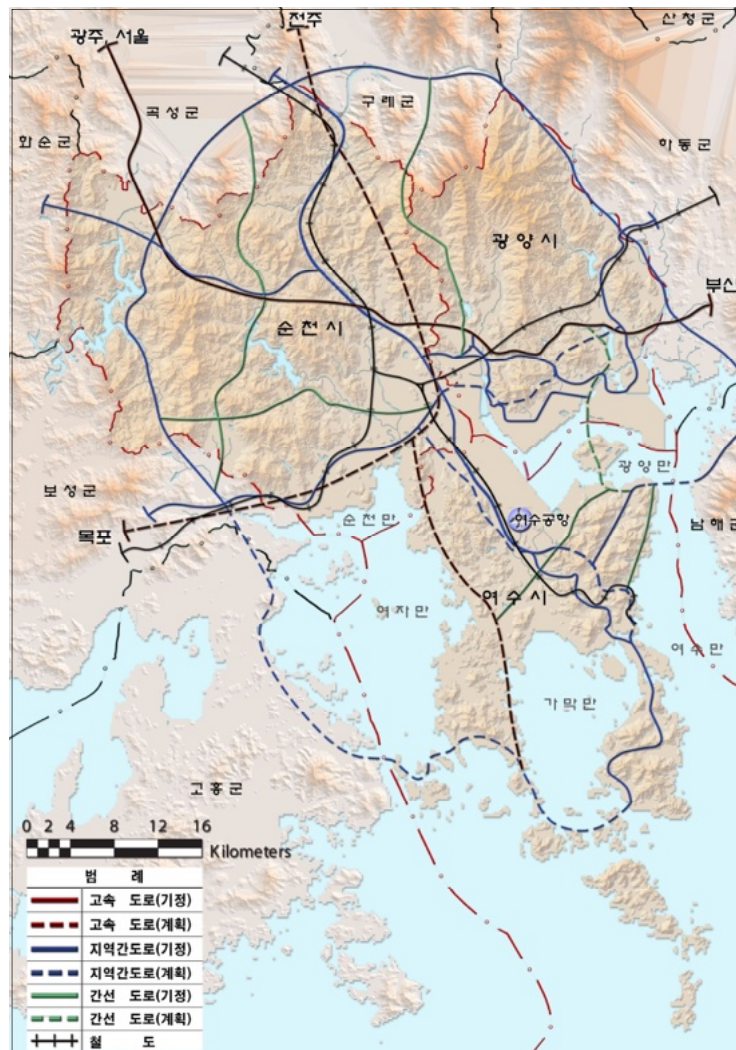 전주
산청군
광주, 서울
구례군
곡성군
화순군
하동군
광양시
부산
순천시
광양만
보성군
순천만
여수공항
남해군
목포
여수시
여자만
여수만
가막만
고흥군
0 2 4 8 12 16
Kilometers
범 례
고속 도로(기정)
고속 도로(계획)
지역간도로(기정)
지역간도로(계획)
간선 도로(기정)
간선 도로(계획)
철 도